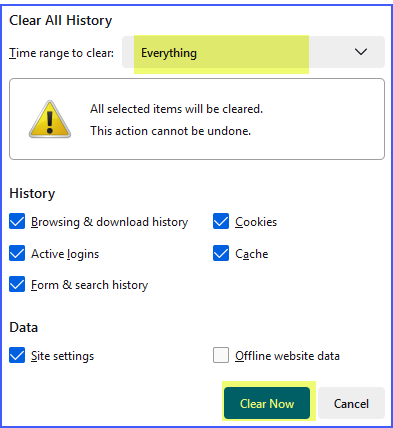 Clear All History
Time range to clear: Everything
All selected items will be cleared.
This action cannot be undone.
History
Browsing & download history Cookies
Active logins Cache
Form & search history
Data
Site settings Offline website data
Clear Now Cancel